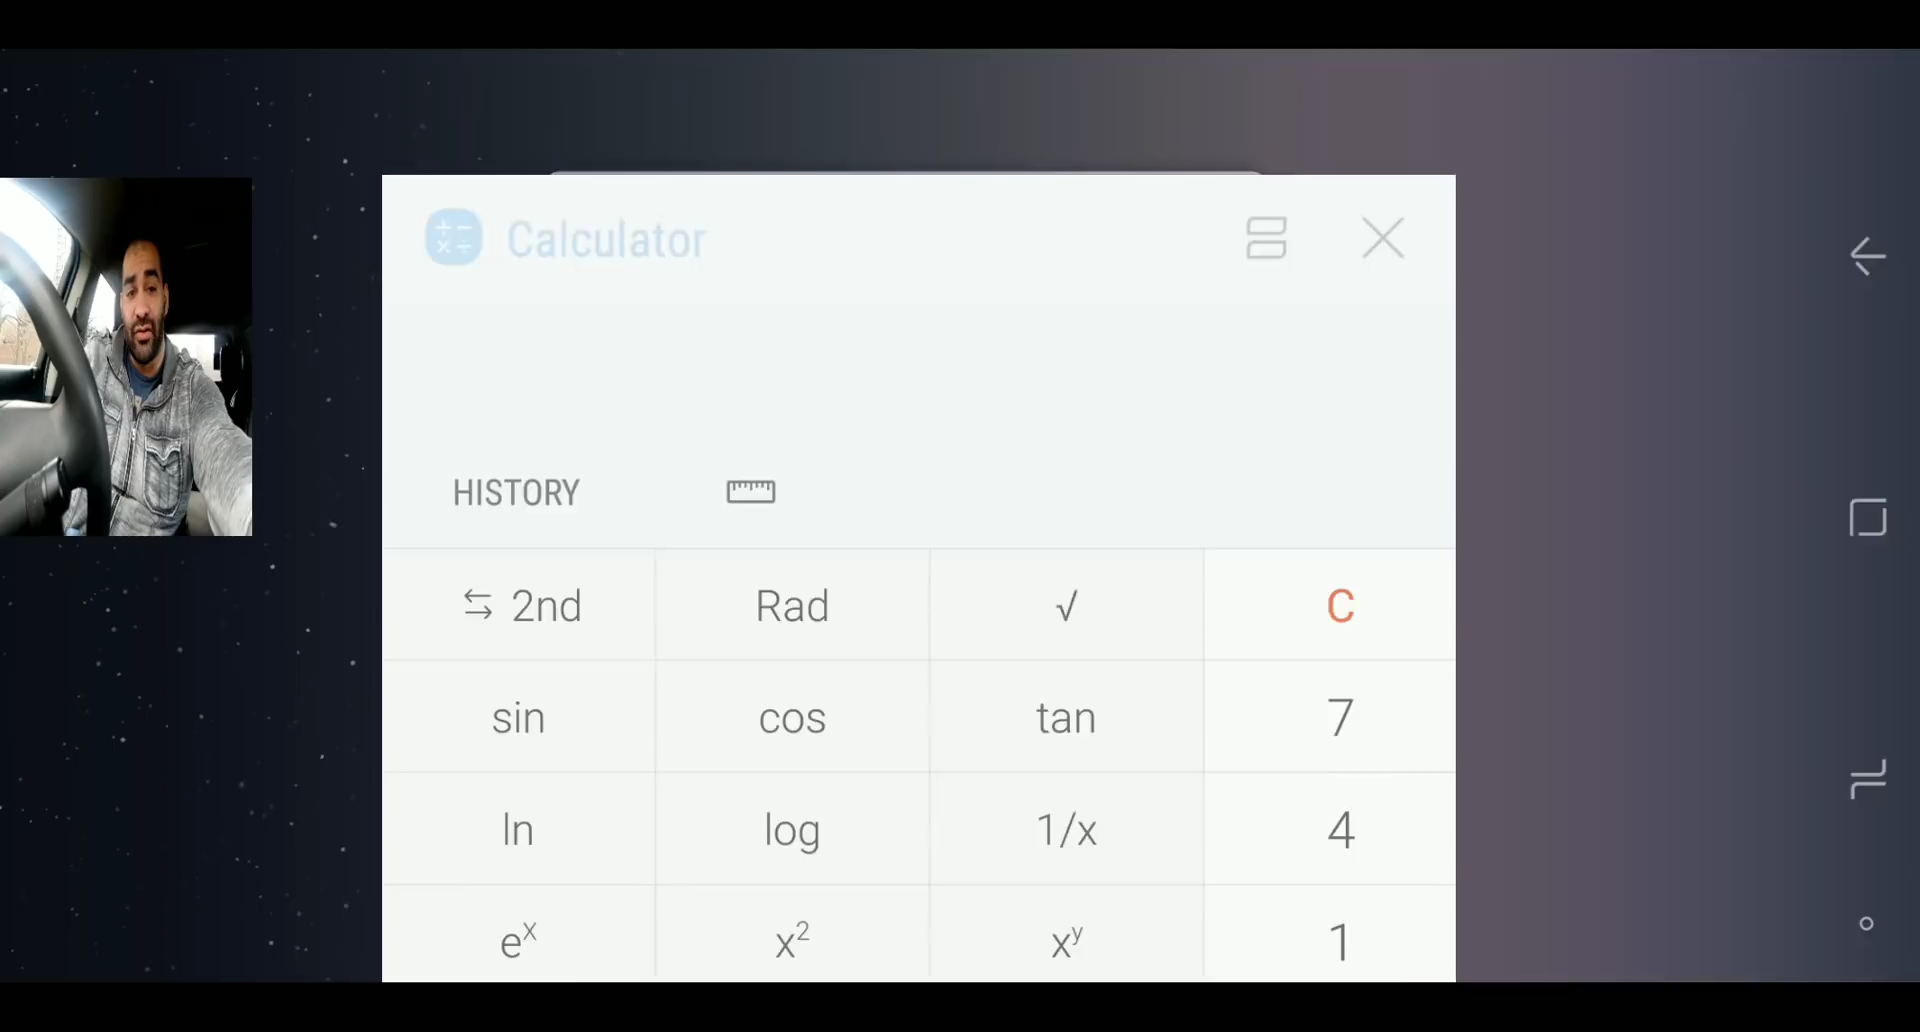 Calculator
HISTORY
2nd Rad √ C
sin cos tan 7
ln log 1/x 4
eˣ x² xʸ 1